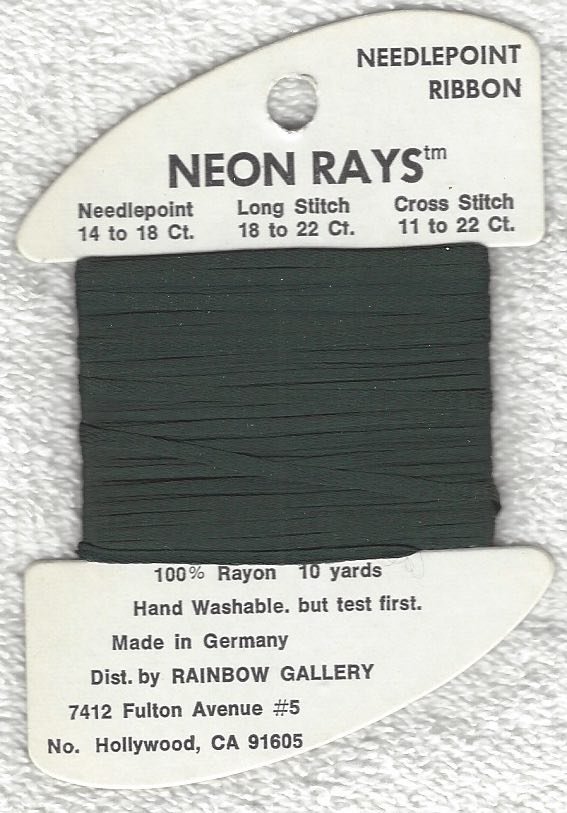 NEEDLEPOINT
RIBBON
NEON RAYS™
Needlepoint Long Stitch Cross Stitch
14 to 18 Ct. 18 to 22 Ct. 11 to 22 Ct.
100% Rayon 10 yards
Hand Washable. but test first.
Made in Germany
Dist. by RAINBOW GALLERY
7412 Fulton Avenue #5
No. Hollywood, CA 91605